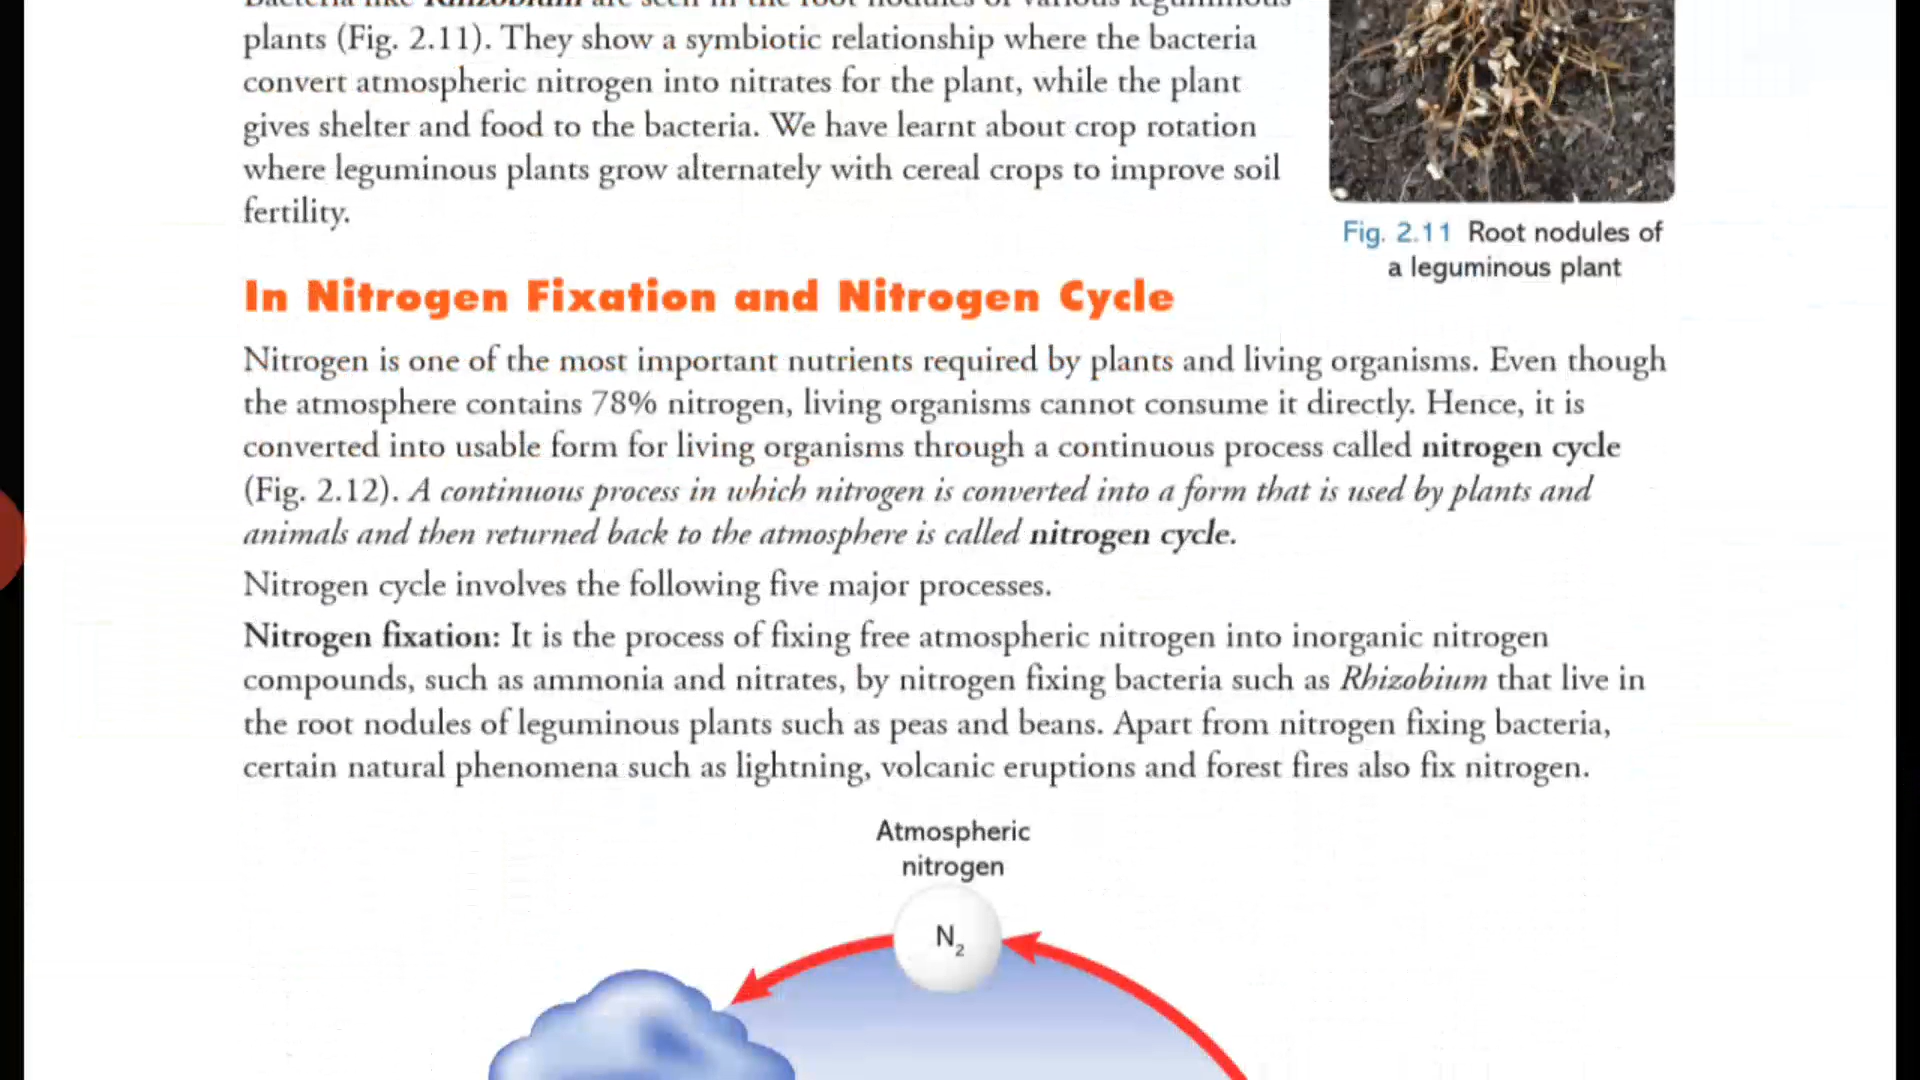 plants (Fig. 2.11). They show a symbiotic relationship where the bacteria
convert atmospheric nitrogen into nitrates for the plant, while the plant
gives shelter and food to the bacteria. We have learnt about crop rotation
where leguminous plants grow alternately with cereal crops to improve soil
fertility.
Fig. 2.11 Root nodules of
a leguminous plant
In Nitrogen Fixation and Nitrogen Cycle
Nitrogen is one of the most important nutrients required by plants and living organisms. Even though
the atmosphere contains 78% nitrogen, living organisms cannot consume it directly. Hence, it is
converted into usable form for living organisms through a continuous process called nitrogen cycle
(Fig. 2.12). A continuous process in which nitrogen is converted into a form that is used by plants and
animals and then returned back to the atmosphere is called nitrogen cycle.
Nitrogen cycle involves the following five major processes.
Nitrogen fixation: It is the process of fixing free atmospheric nitrogen into inorganic nitrogen
compounds, such as ammonia and nitrates, by nitrogen fixing bacteria such as Rhizobium that live in
the root nodules of leguminous plants such as peas and beans. Apart from nitrogen fixing bacteria,
certain natural phenomena such as lightning, volcanic eruptions and forest fires also fix nitrogen.
Atmospheric
nitrogen
N2